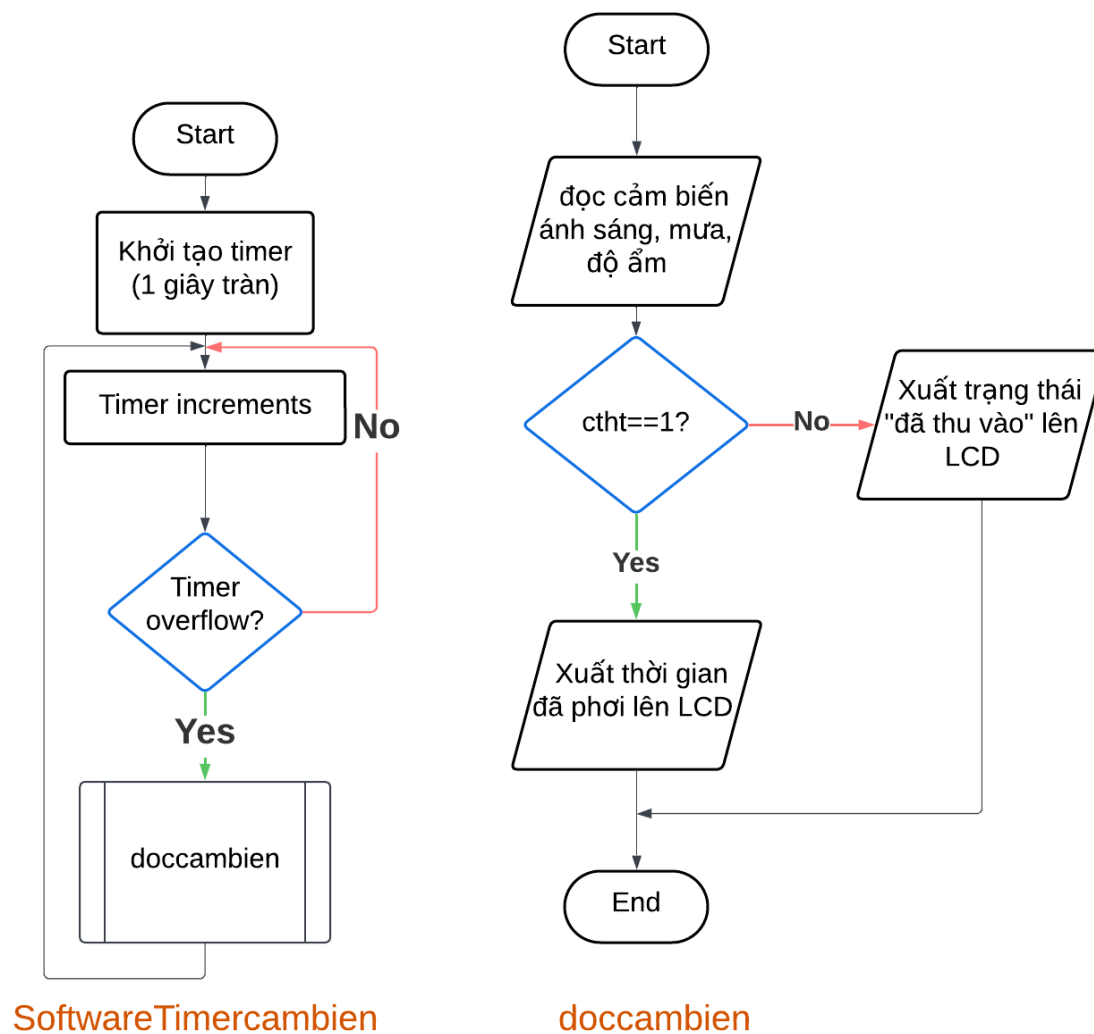 Start
Khởi tạo timer
(1 giây tràn)
Timer increments
No
Timer
overflow?
Yes
doccambien
SoftwareTimercambien
Start
đọc cảm biến
ánh sáng, mưa,
độ ẩm
ctht==1?
No
Xuất trạng thái
"đã thu vào" lên
LCD
Yes
Xuất thời gian
đã phơi lên LCD
End
doccambien